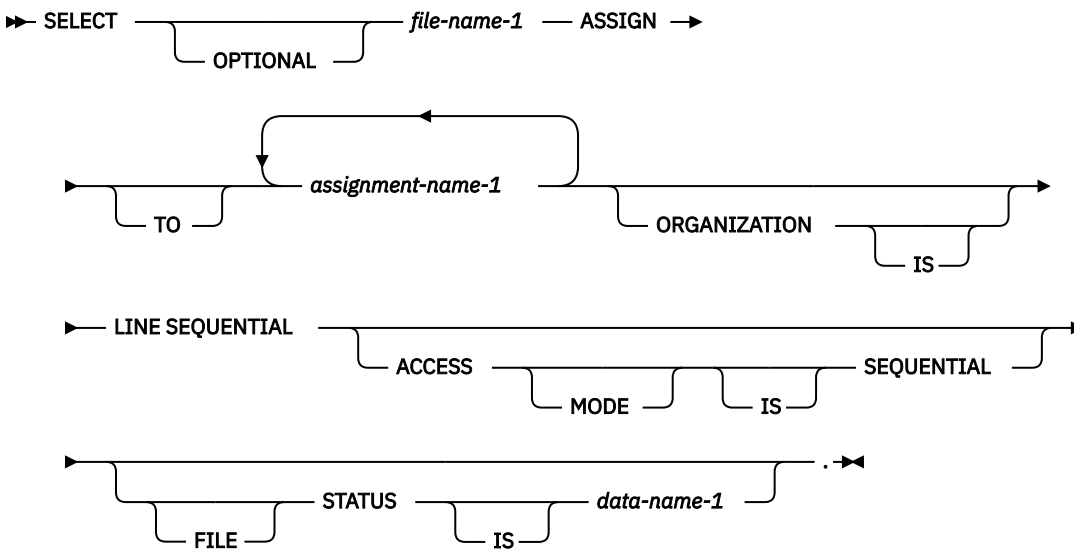 SELECT file-name-1 ASSIGN
OPTIONAL
assignment-name-1
TO
ORGANIZATION
IS
LINE SEQUENTIAL
ACCESS SEQUENTIAL
MODE IS
.
STATUS data-name-1
FILE IS